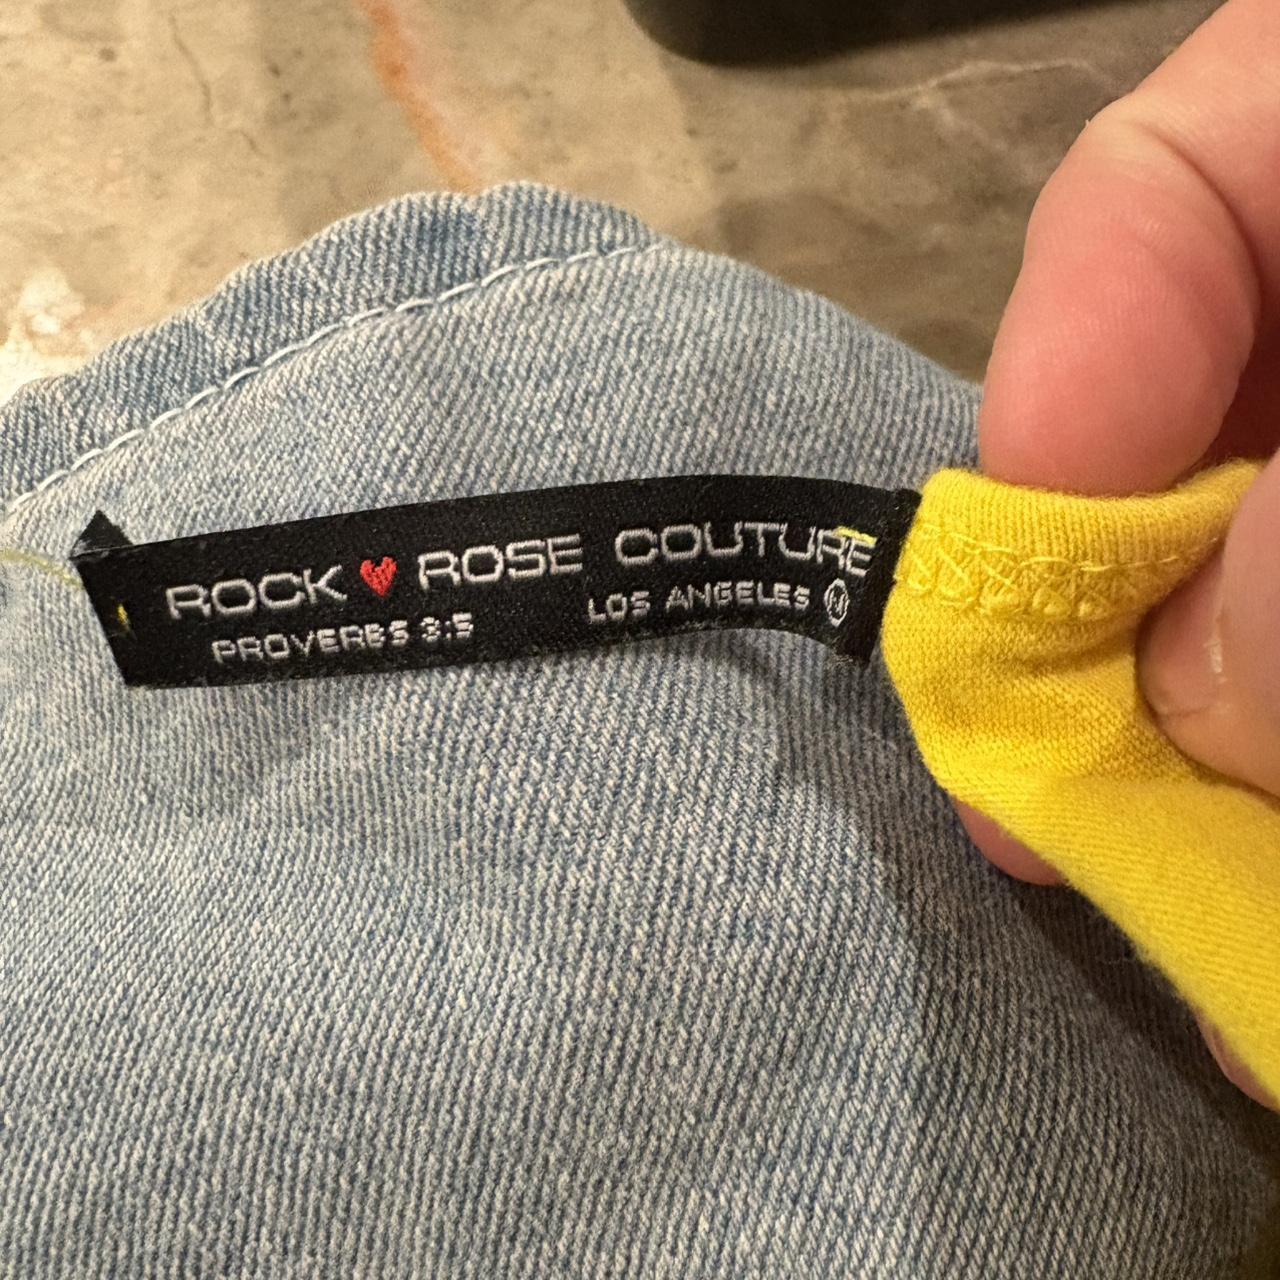 ROCK ♥ ROSE COUTURE
PROVERBS 3:5 LOS ANGELES Ⓜ